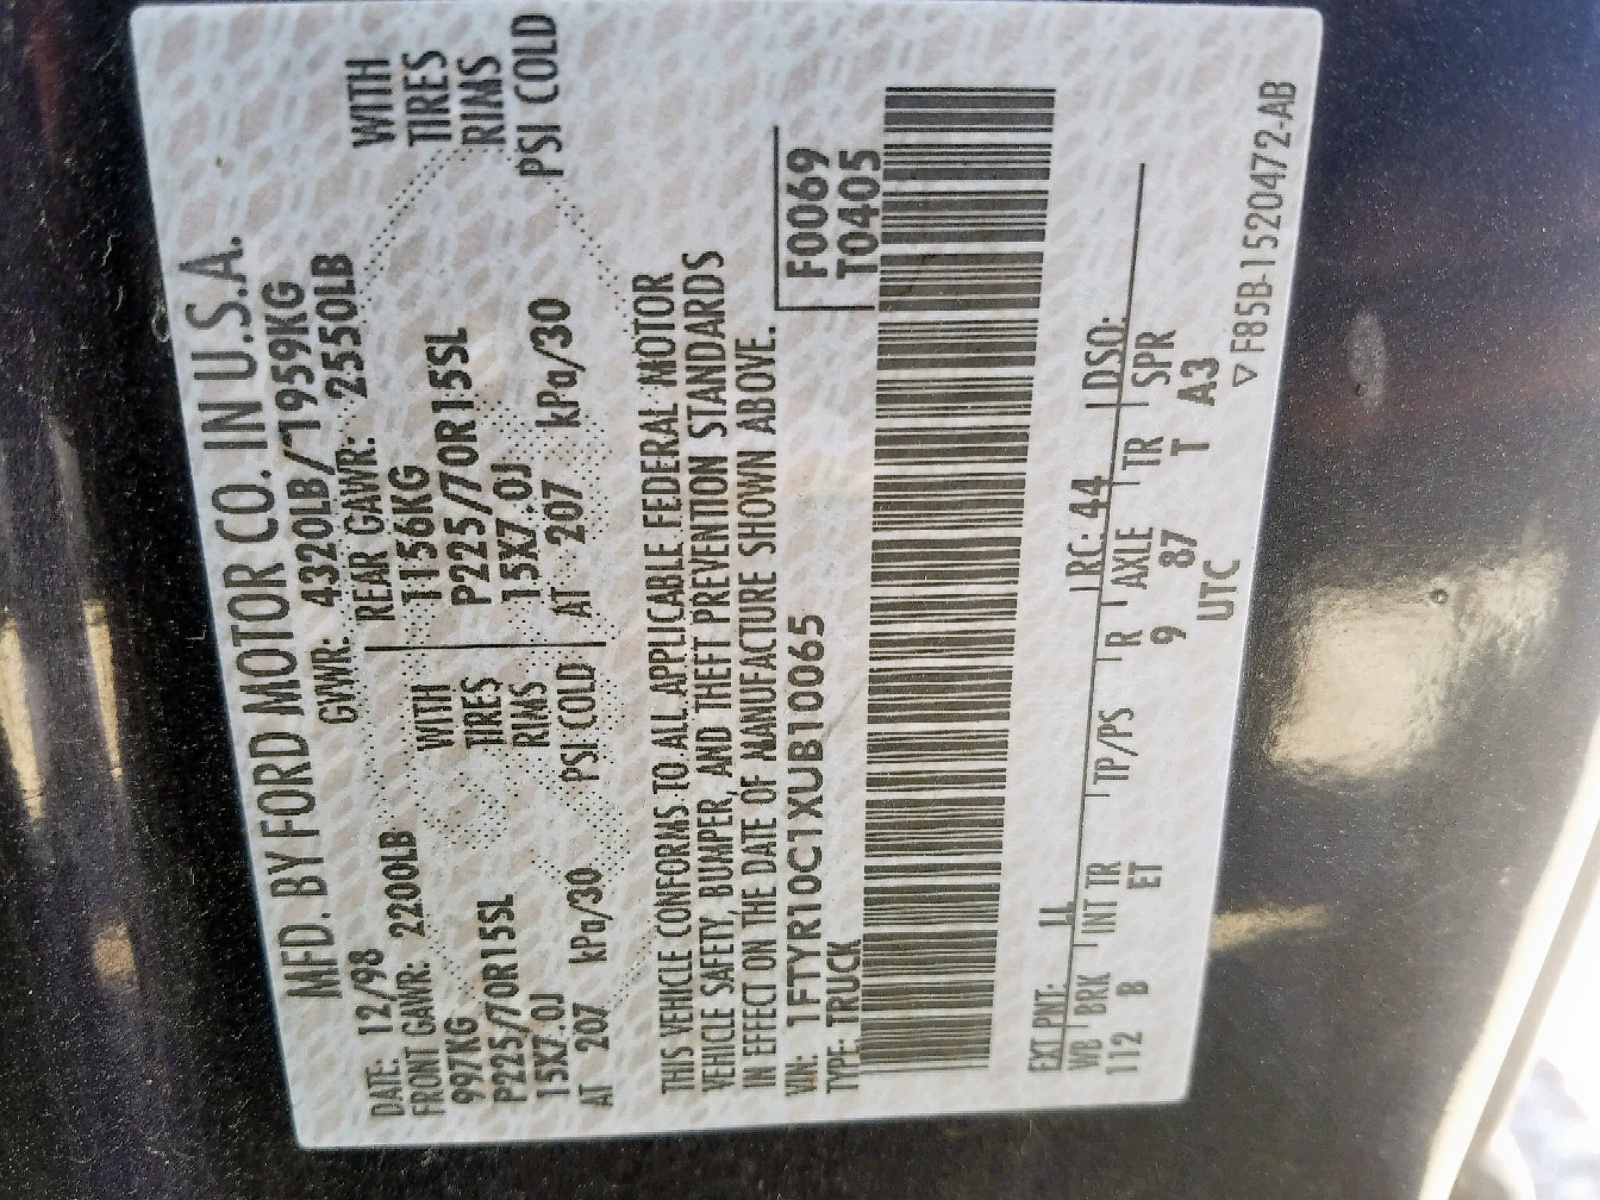 MFD. BY FORD MOTOR CO. IN U.S.A.
DATE: 12/98 GVWR: 4320LB/1959KG
FRONT GAWR: 2200LB REAR GAWR: 2550LB
997KG WITH 1156KG WITH
P225/70R15SL TIRES P225/70R15SL TIRES
15X7.0J RIMS 15X7.0J RIMS
AT 207 kPa/30 PSI COLD AT 207 kPa/30 PSI COLD
THIS VEHICLE CONFORMS TO ALL APPLICABLE FEDERAL MOTOR
VEHICLE SAFETY, BUMPER, AND THEFT PREVENTION STANDARDS
IN EFFECT ON THE DATE OF MANUFACTURE SHOWN ABOVE.
VIN: 1FTYR10C1XUB10065 F0069
TYPE: TRUCK T0405
EXT PNT: LL RC: 44 DSO:
WB BRK INT TR TP/PS R AXLE TR SPR
112 B ET 9 87 T A3
UTC
▽F85B-1520472-AB